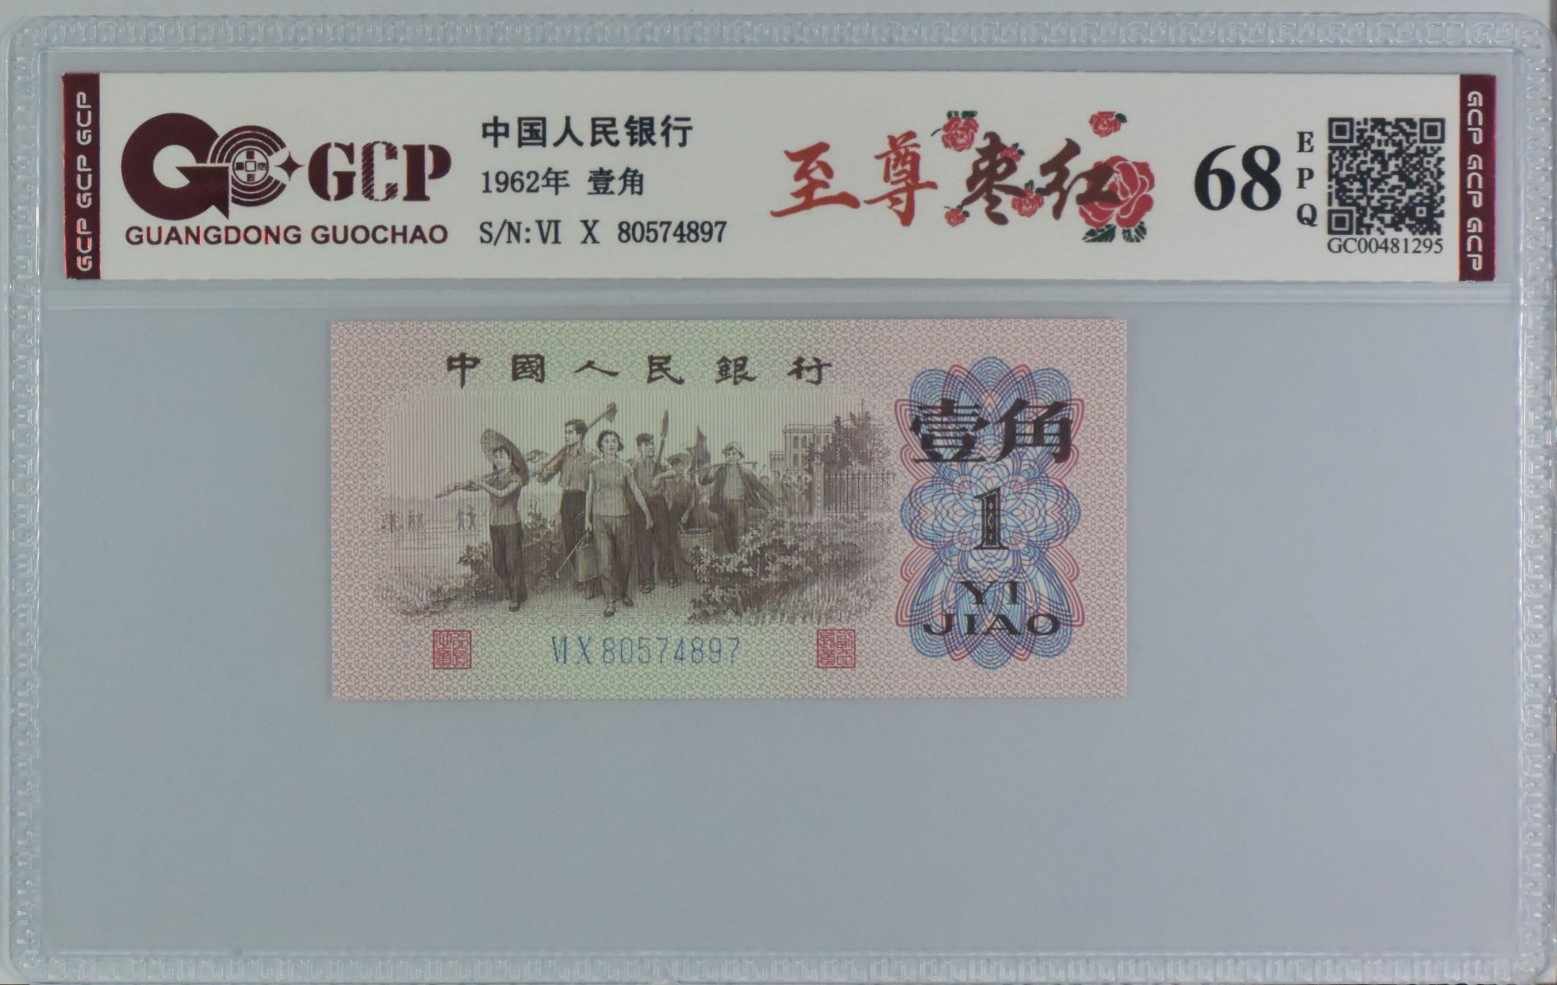 GCP GCP GCP
GCP
GUANGDONG GUOCHAO
中国人民银行
1962年 壹角
S/N: VI X 80574897
至尊枣红
68
EPQ
GC00481295
GCP GCP GCP
中國人民銀行
壹角
1
YI
JIAO
VI X 80574897